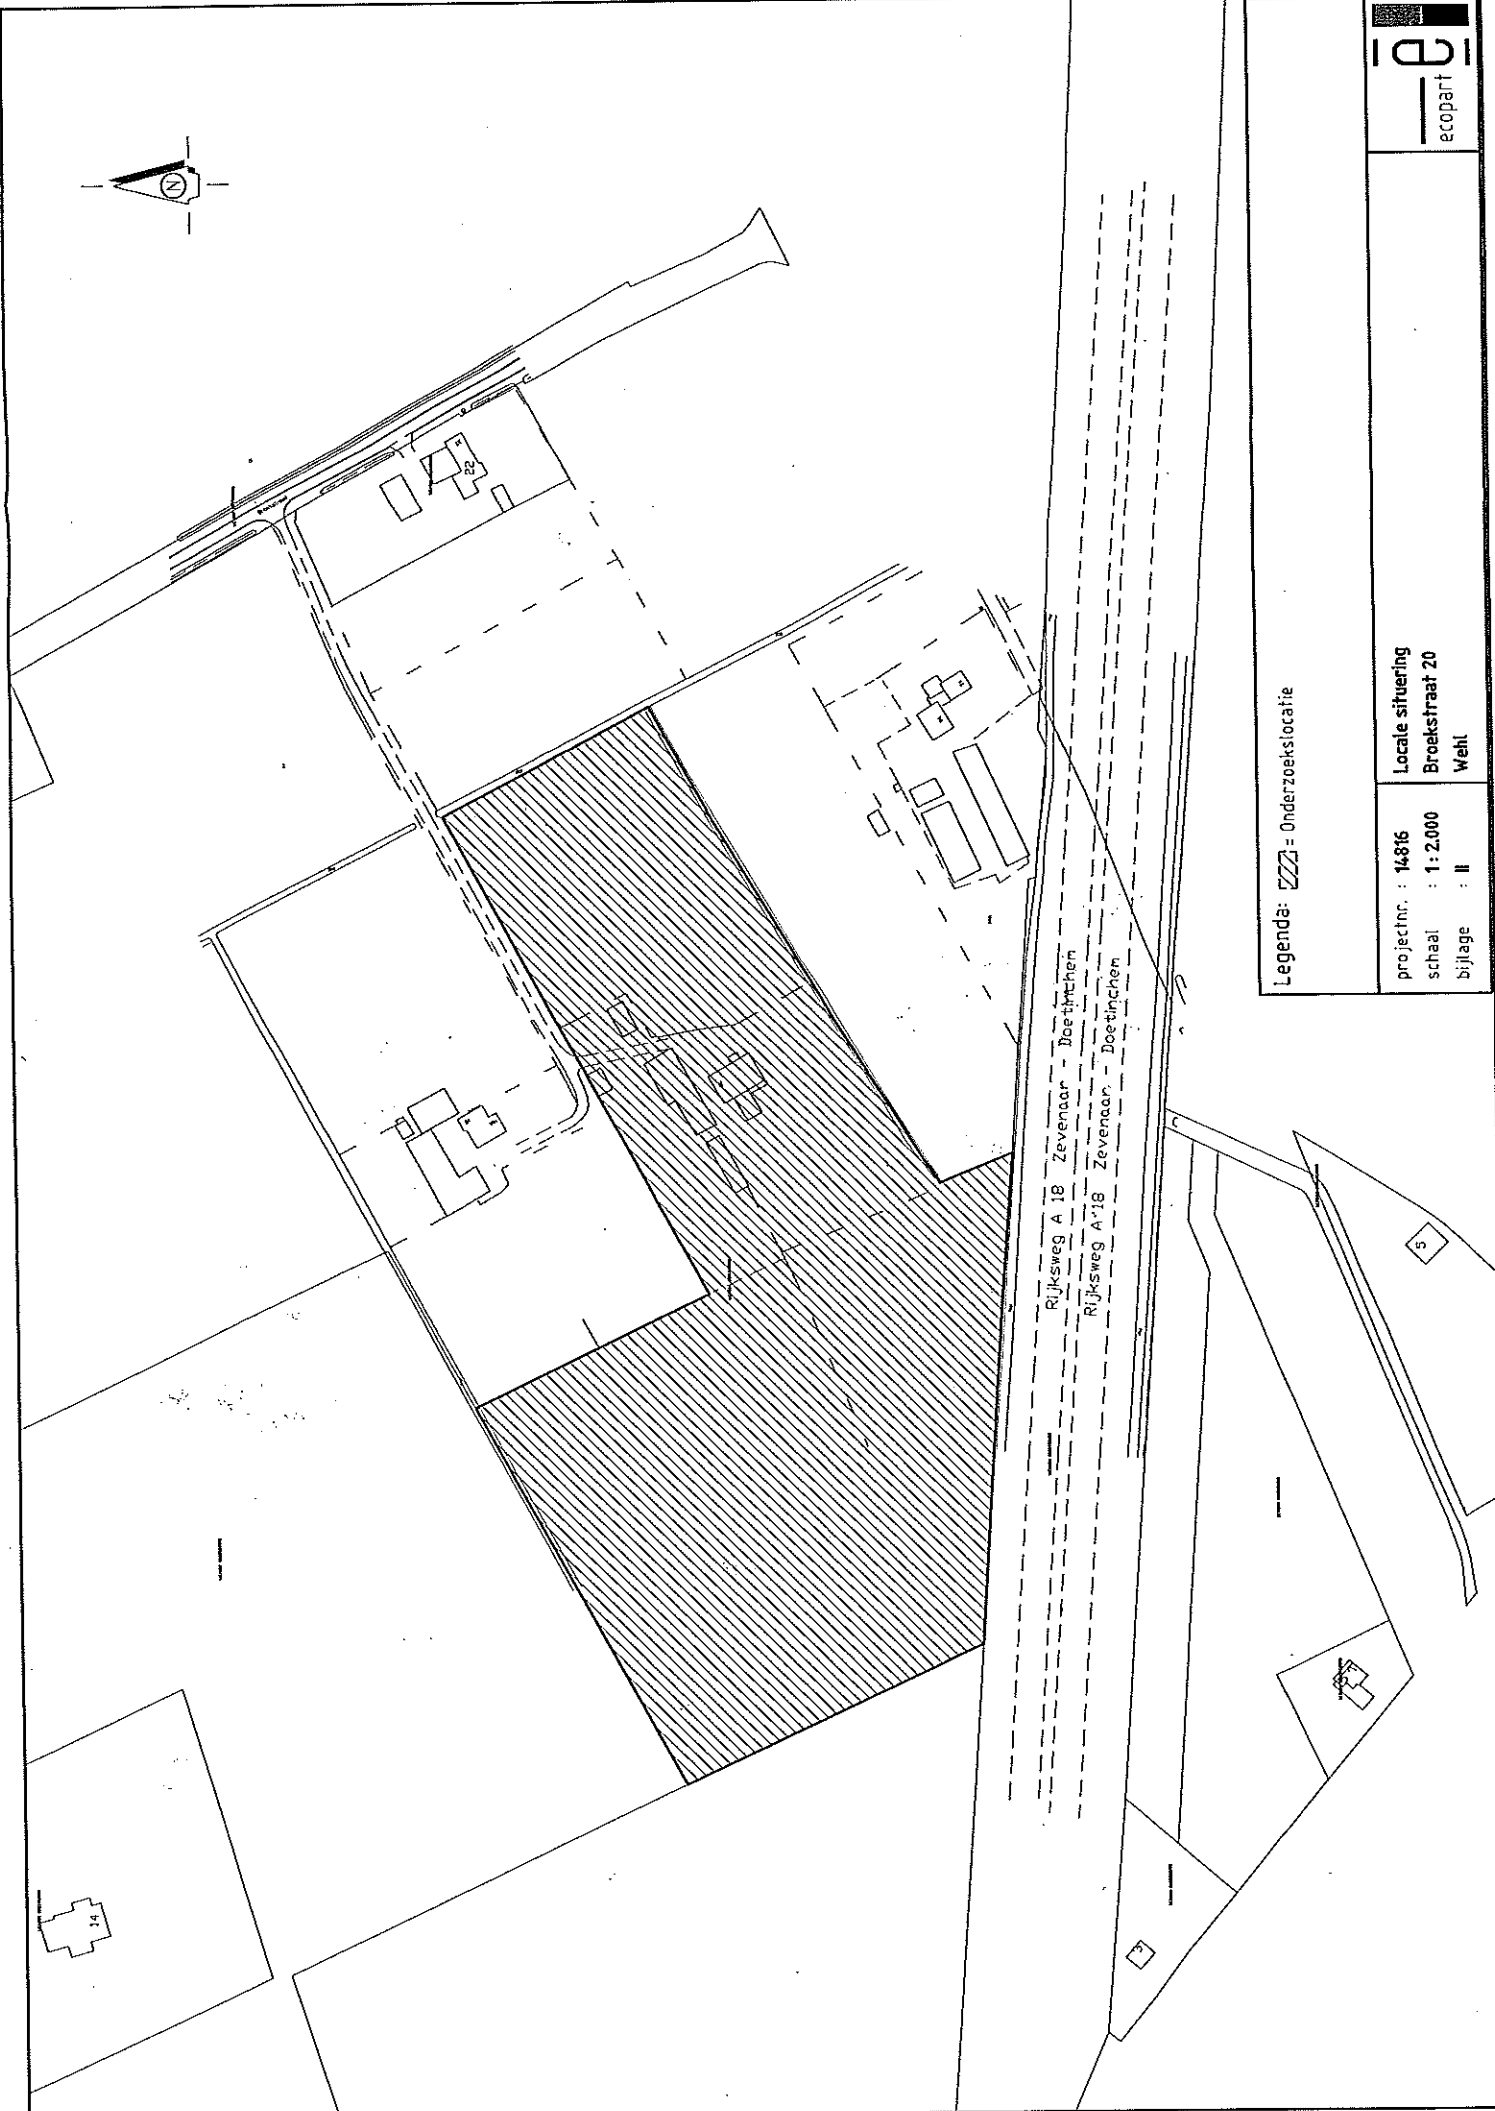 N
22
14
Rijksweg A 18 Zevenaar - Doetinchem
Rijksweg A 18 Zevenaar - Doetinchem
5
3
Legenda: = Onderzoekslocatie
projectnr. : 14816
schaal : 1: 2.000
bijlage : II
Locale situering
Broekstraat 20
Wehl
ē
ecopart